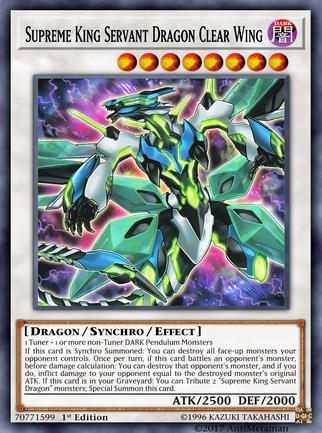 SUPREME KING SERVANT DRAGON CLEAR WING
DARK
闇
[DRAGON / SYNCHRO / EFFECT]
1 Tuner + 1 or more non-Tuner DARK Pendulum Monsters
If this card is Synchro Summoned: You can destroy all face-up monsters your
opponent controls. Once per turn, if this card battles an opponent's monster,
before damage calculation: You can destroy that opponent's monster, and if you
do, inflict damage to your opponent equal to the destroyed monster's
original ATK. If this card is in your Graveyard: You can Tribute 2 "Supreme King Servant
Dragon" monsters; Special Summon this card.
ATK/2500 DEF/2000
70771599 1st Edition ©1996 KAZUKI TAKAHASHI
©2017 AntiMetaman